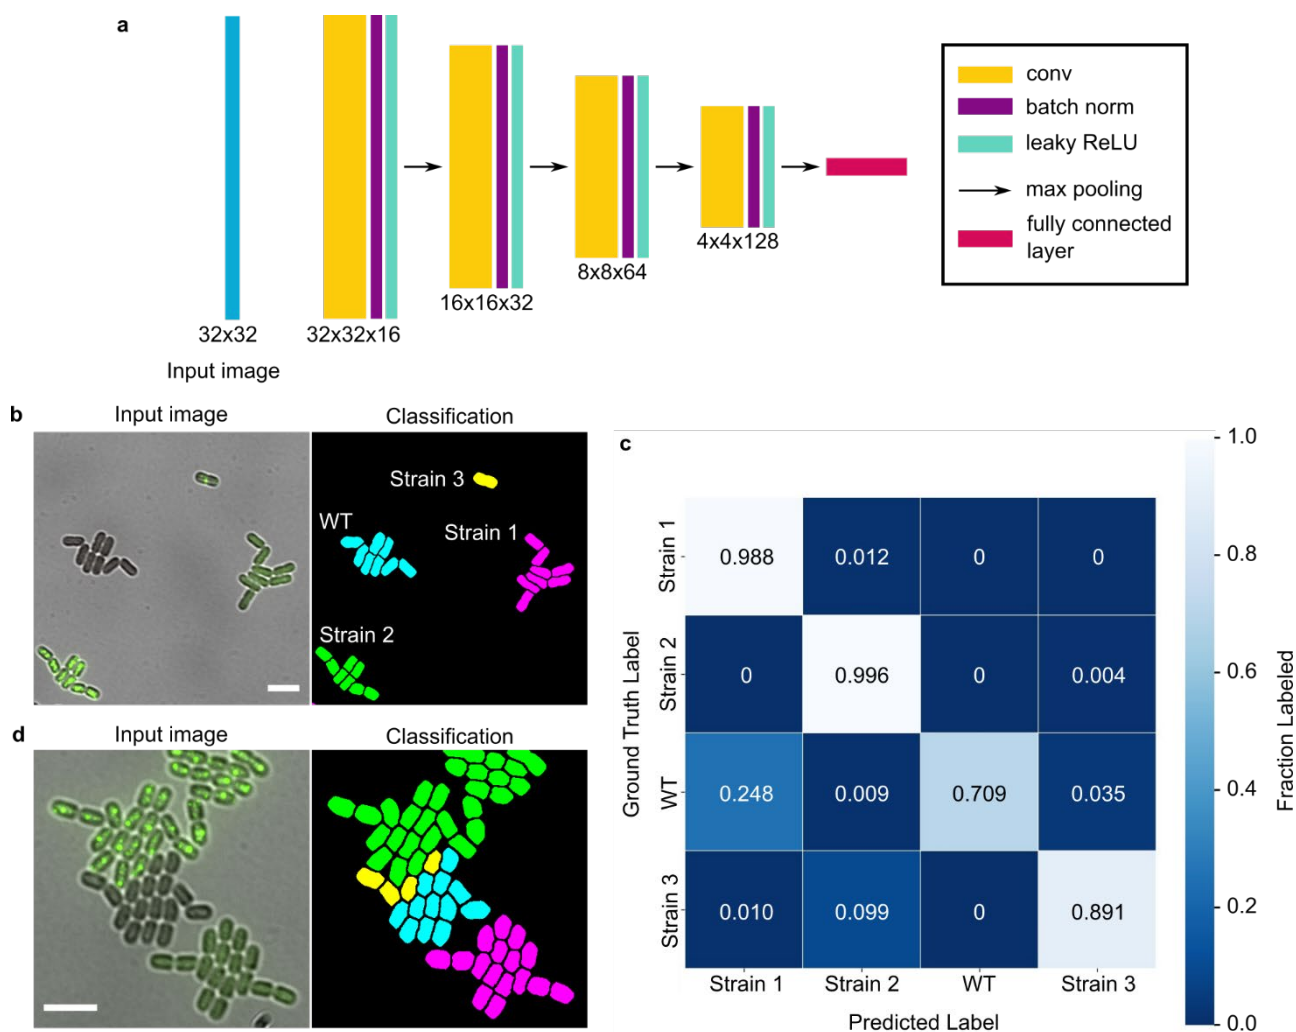 a
conv
batch norm
leaky ReLU
max pooling
fully connected
layer
32x32
32x32x16
16x16x32
8x8x64
4x4x128
Input image
b
Input image
Classification
Strain 3
WT
Strain 1
Strain 2
c
Ground Truth Label
Strain 1
0.988 0.012 0 0
Strain 2
0 0.996 0 0.004
WT
0.248 0.009 0.709 0.035
Strain 3
0.010 0.099 0 0.891
Strain 1 Strain 2 WT Strain 3
Predicted Label
1.0
0.8
0.6
0.4
0.2
0.0
Fraction Labeled
d
Input image
Classification